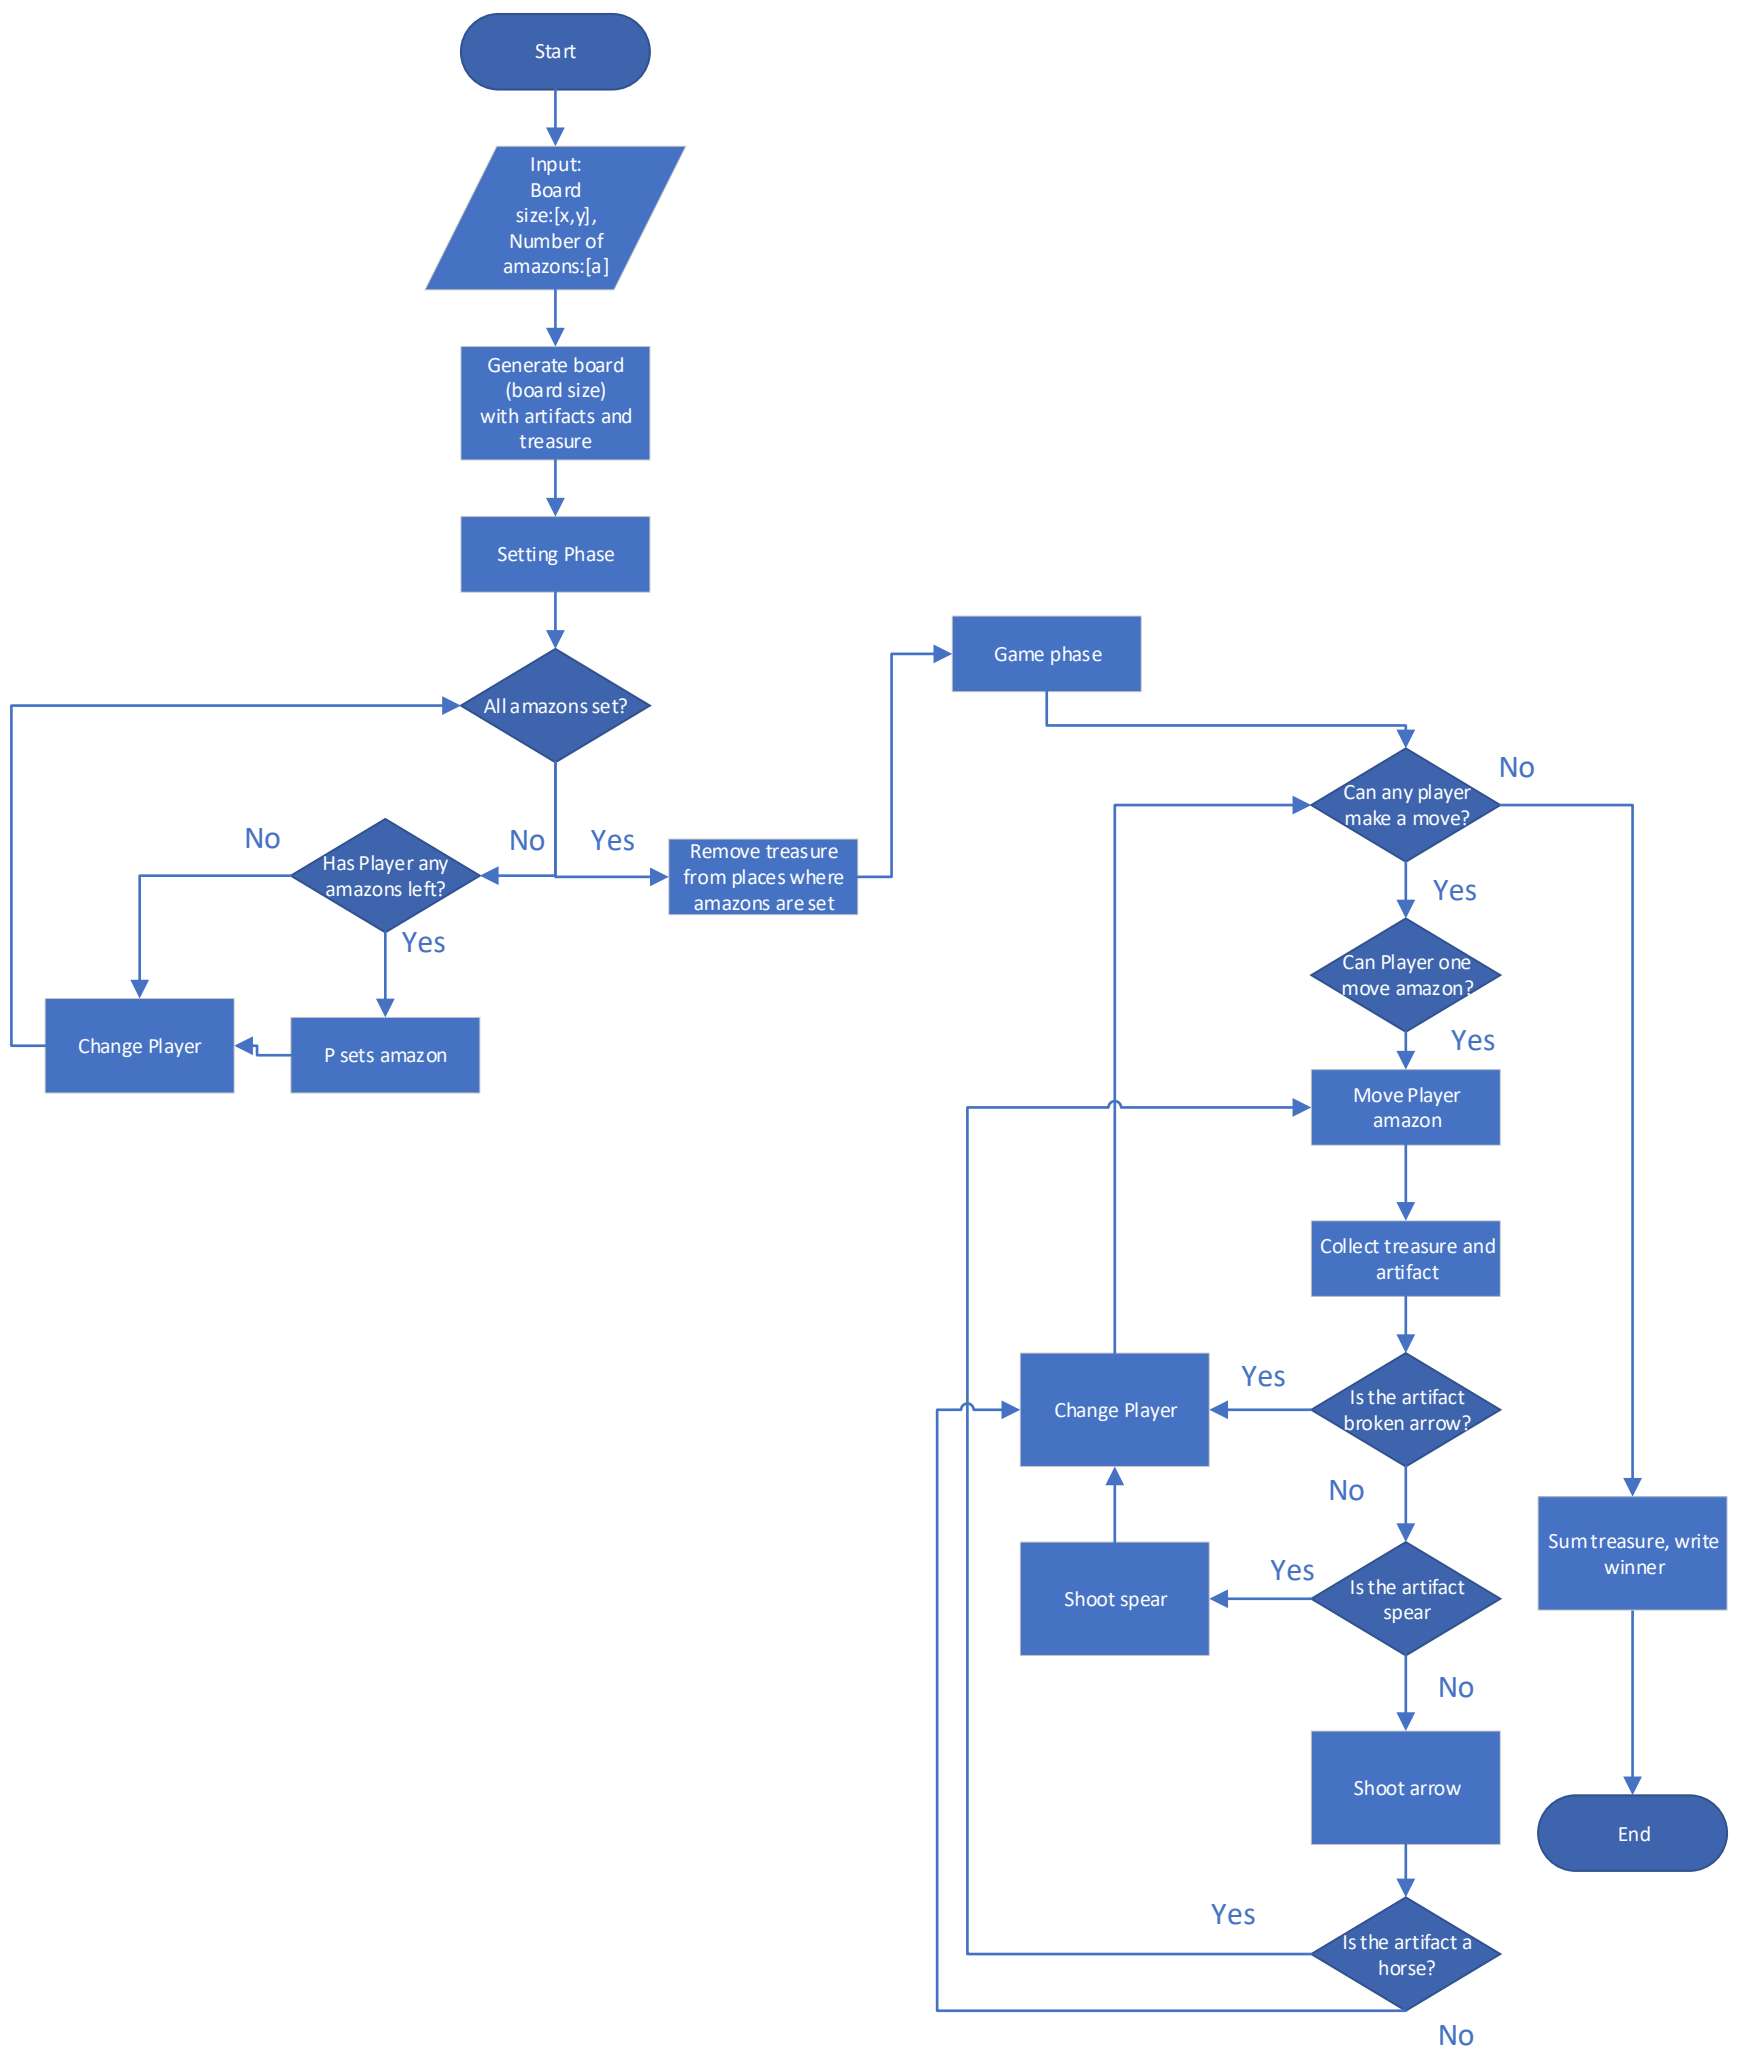 Start
Input:
Board
size:[x,y],
Number of
amazons:[a]
Generate board
(board size)
with artifacts and
treasure
Setting Phase
All amazons set?
No
Yes
No
Has Player any
amazons left?
Yes
Change Player
P sets amazon
Remove treasure
from places where
amazons are set
Game phase
Can any player
make a move?
No
Yes
Can Player one
move amazon?
Yes
Move Player
amazon
Collect treasure and
artifact
Is the artifact
broken arrow?
Yes
Change Player
No
Is the artifact
spear
Yes
Shoot spear
No
Shoot arrow
Is the artifact a
horse?
Yes
No
Sum treasure, write
winner
End